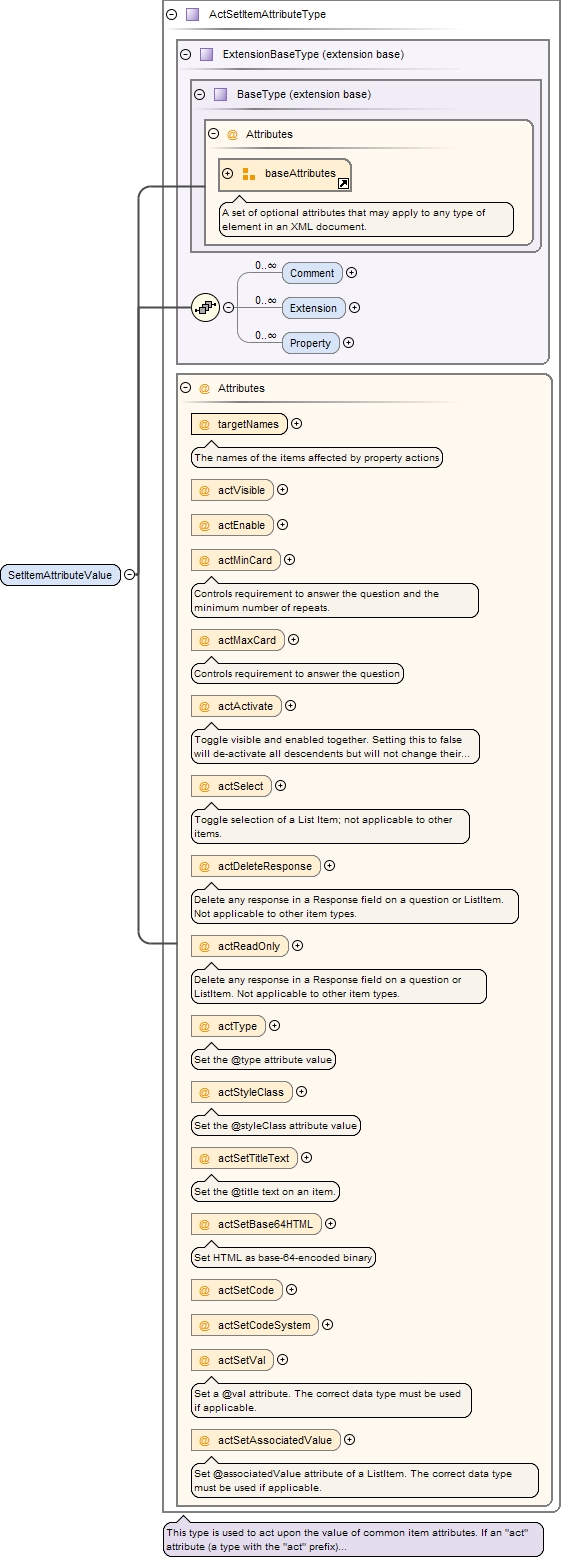 ActSetItemAttributeType
ExtensionBaseType (extension base)
BaseType (extension base)
@ Attributes
baseAttributes
A set of optional attributes that may apply to any type of
element in an XML document.
0..∞
Comment
0..∞
Extension
0..∞
Property
@ Attributes
@ targetNames
The names of the items affected by property actions
@ actVisible
@ actEnable
@ actMinCard
Controls requirement to answer the question and the
minimum number of repeats.
@ actMaxCard
Controls requirement to answer the question
@ actActivate
Toggle visible and enabled together. Setting this to false
will de-activate all descendents but will not change their...
@ actSelect
Toggle selection of a List Item; not applicable to other
items.
@ actDeleteResponse
Delete any response in a Response field on a question or ListItem.
Not applicable to other item types.
@ actReadOnly
Delete any response in a Response field on a question or
ListItem. Not applicable to other item types.
@ actType
Set the @type attribute value
@ actStyleClass
Set the @styleClass attribute value
@ actSetTitleText
Set the @title text on an item.
@ actSetBase64HTML
Set HTML as base-64-encoded binary
@ actSetCode
@ actSetCodeSystem
@ actSetVal
Set a @val attribute. The correct data type must be used
if applicable.
@ actSetAssociatedValue
Set @associatedValue attribute of a ListItem. The correct data type
must be used if applicable.
SetItemAttributeValue
This type is used to act upon the value of common item attributes. If an "act"
attribute (a type with the "act" prefix)...